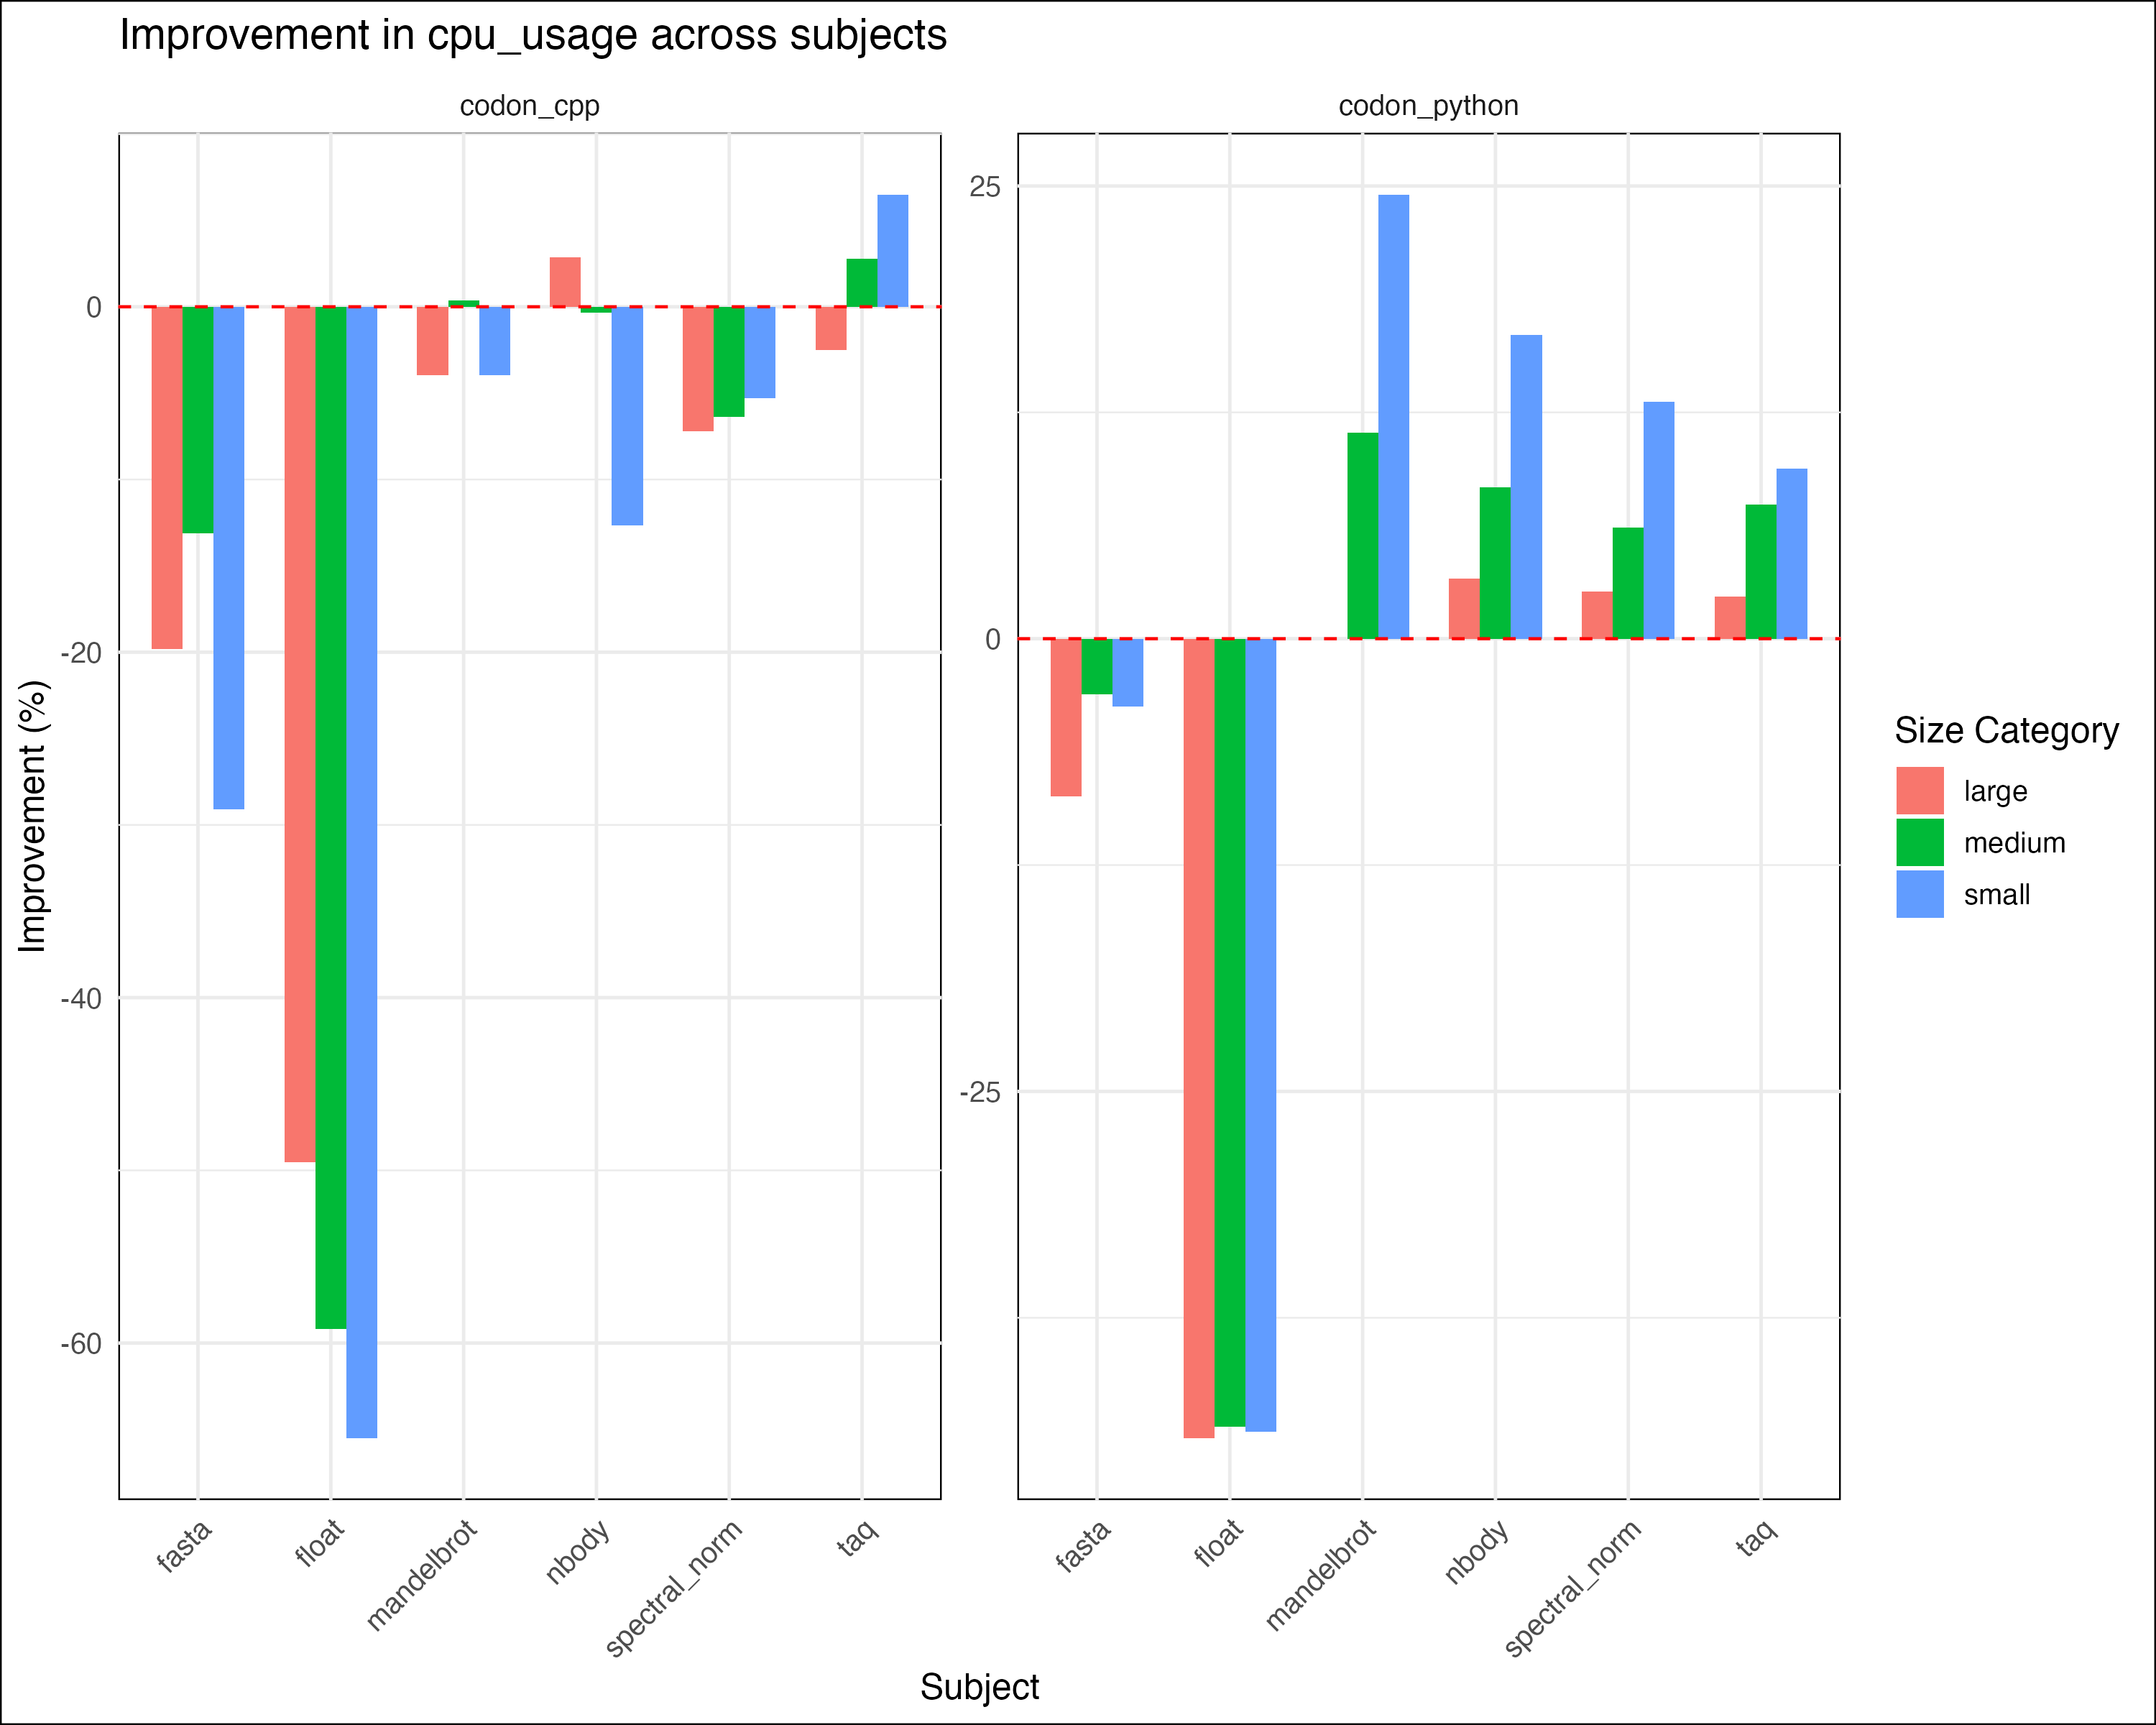 Improvement in cpu_usage across subjects
codon_cpp
codon_python
Improvement (%)
0
-20
-40
-60
25
0
-25
fasta
float
mandelbrot
nbody
spectral_norm
taq
fasta
float
mandelbrot
nbody
spectral_norm
taq
Subject
Size Category
large
medium
small